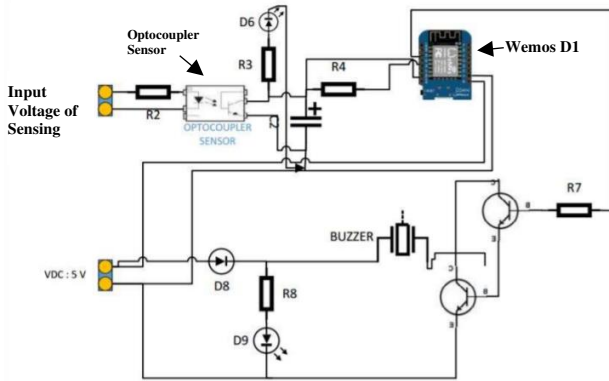 D6
Optocoupler
Sensor
R3
R4
Wemos D1
Input
Voltage of
Sensing
R2
+
C2
OPTOCOUPLER
SENSOR
R7
C
B
E
BUZZER
C
B
E
VDC : 5 V
D8
R8
D9